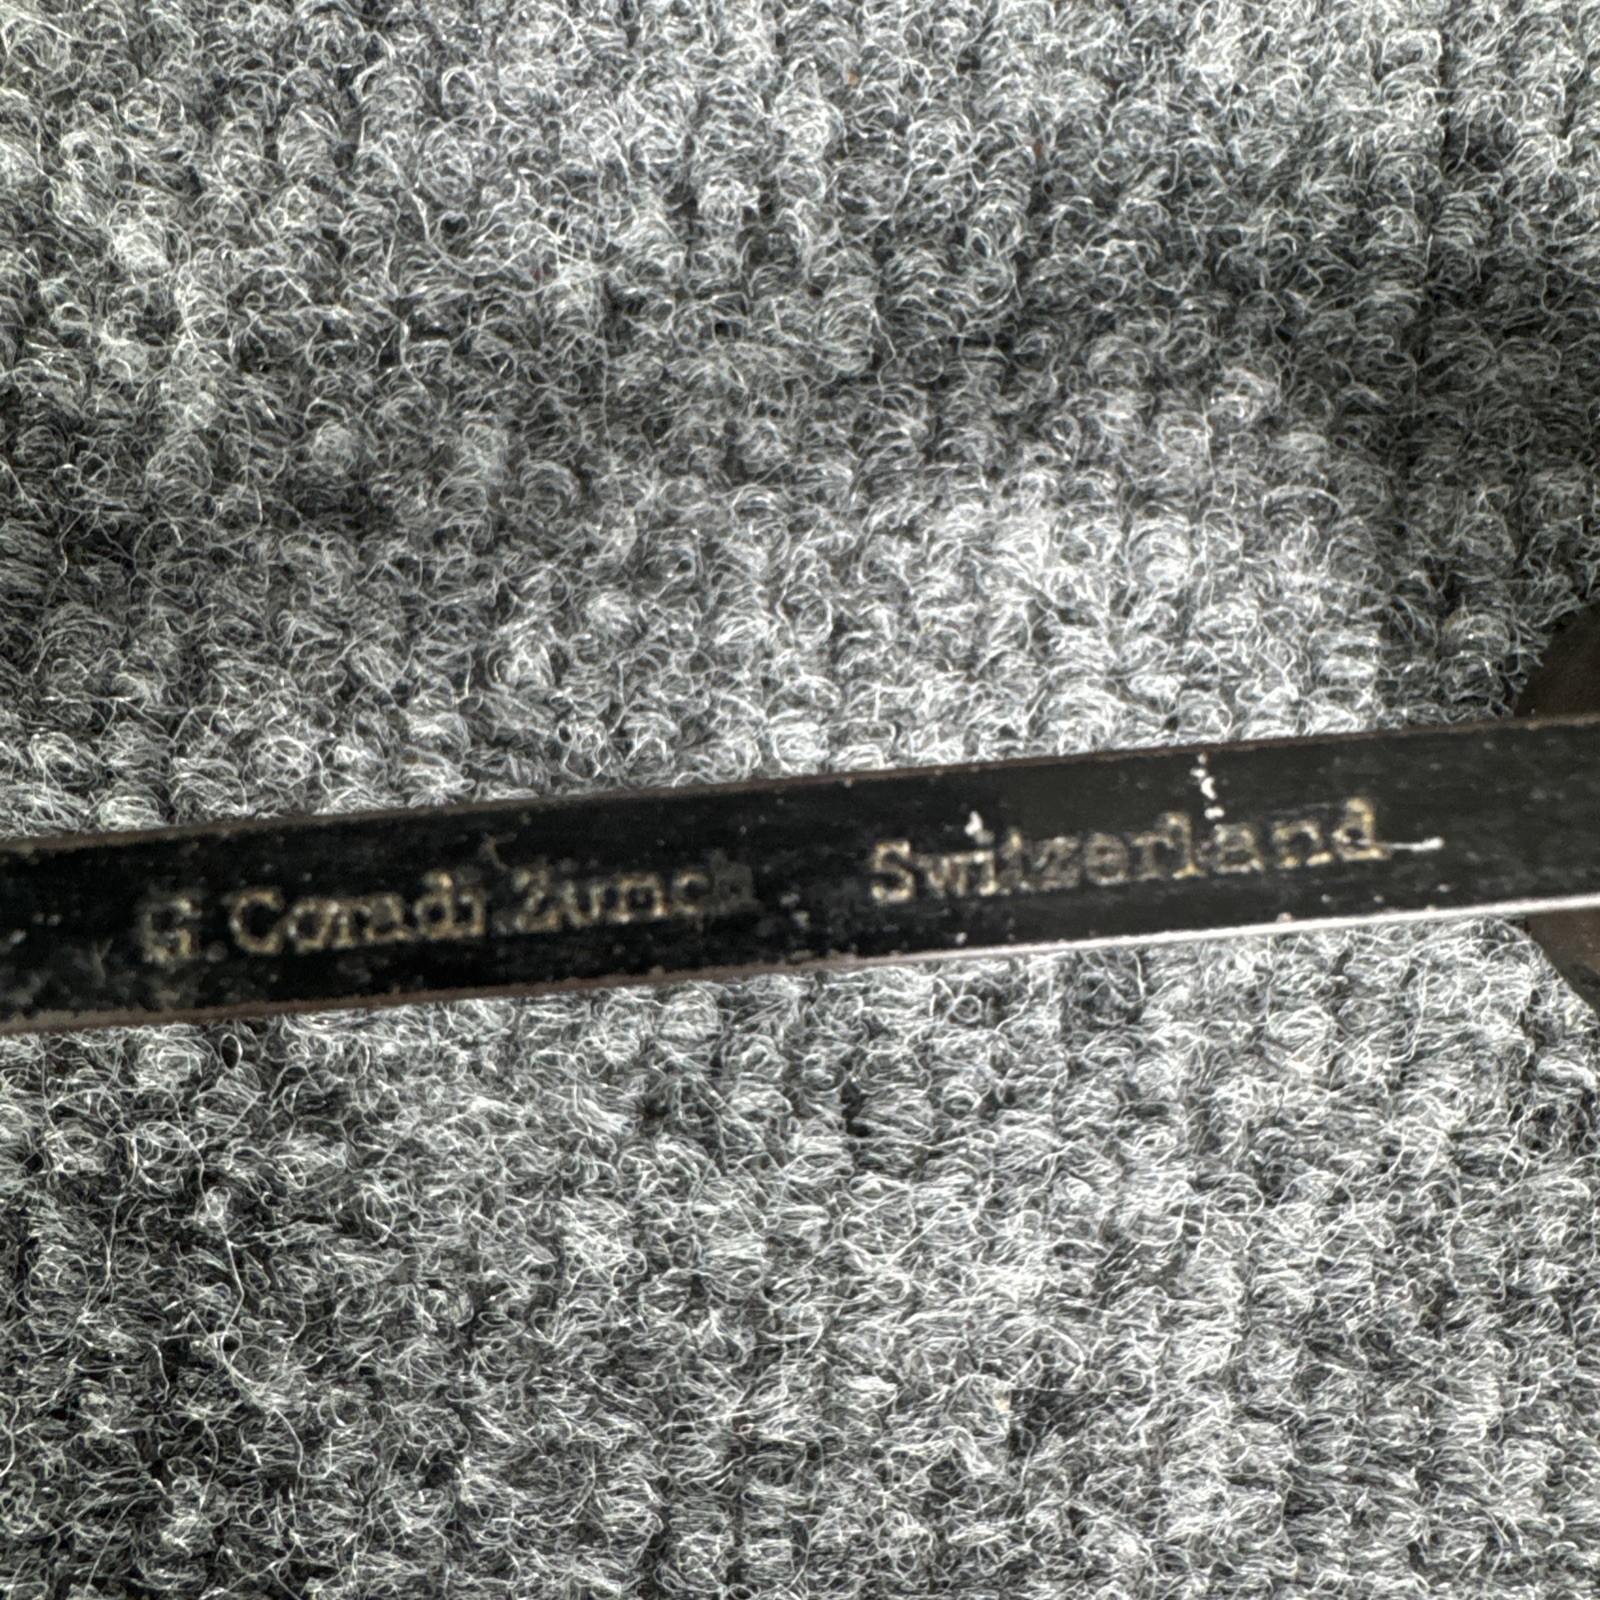 G. Coradi. Zurich Switzerland